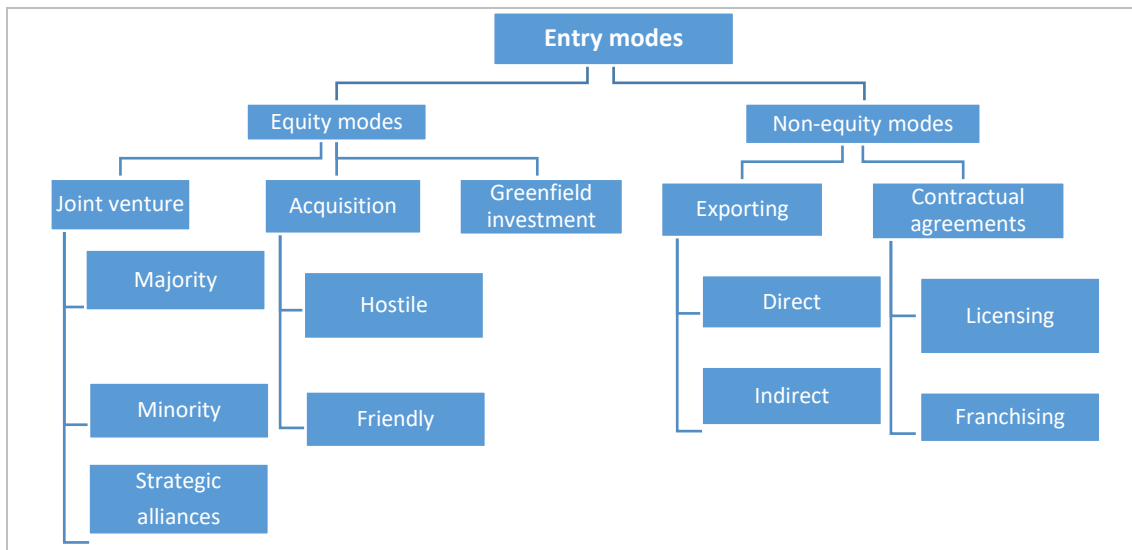 Entry modes
Equity modes
Non-equity modes
Joint venture
Acquisition
Greenfield
investment
Exporting
Contractual
agreements
Majority
Hostile
Direct
Licensing
Minority
Friendly
Indirect
Franchising
Strategic
alliances